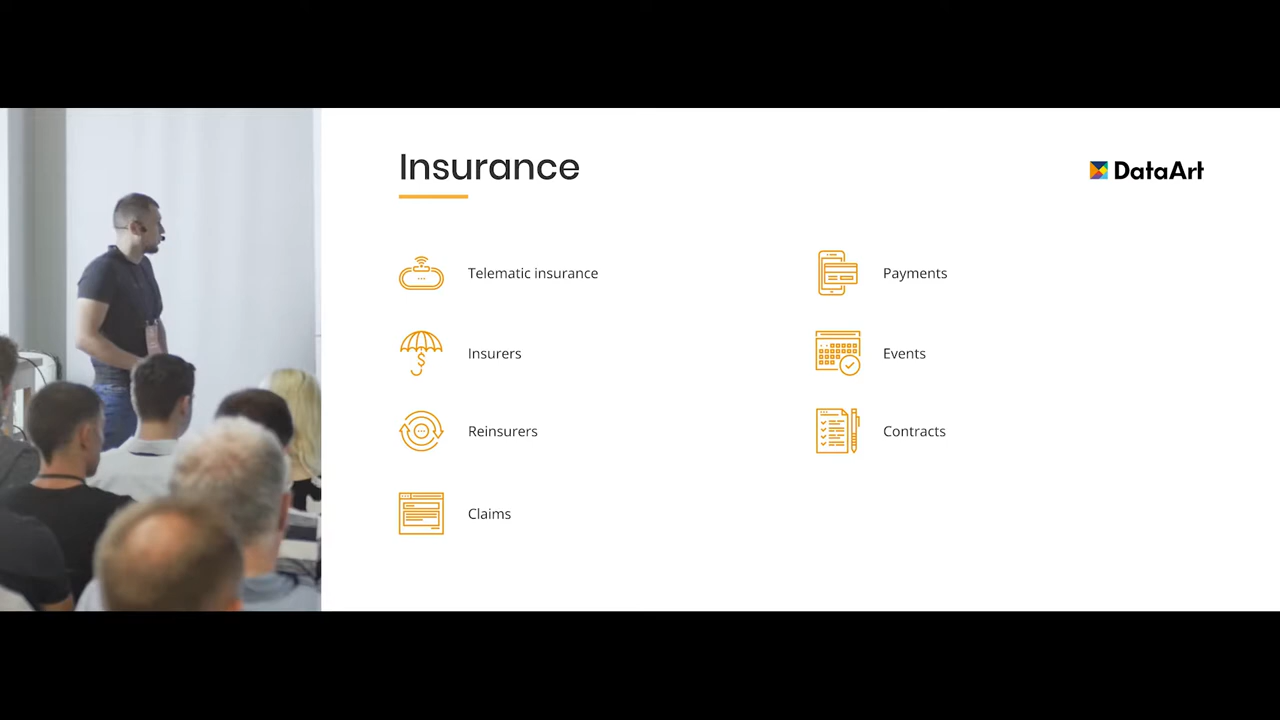 Insurance
DataArt
Telematic insurance
Insurers
Reinsurers
Claims
Payments
Events
Contracts